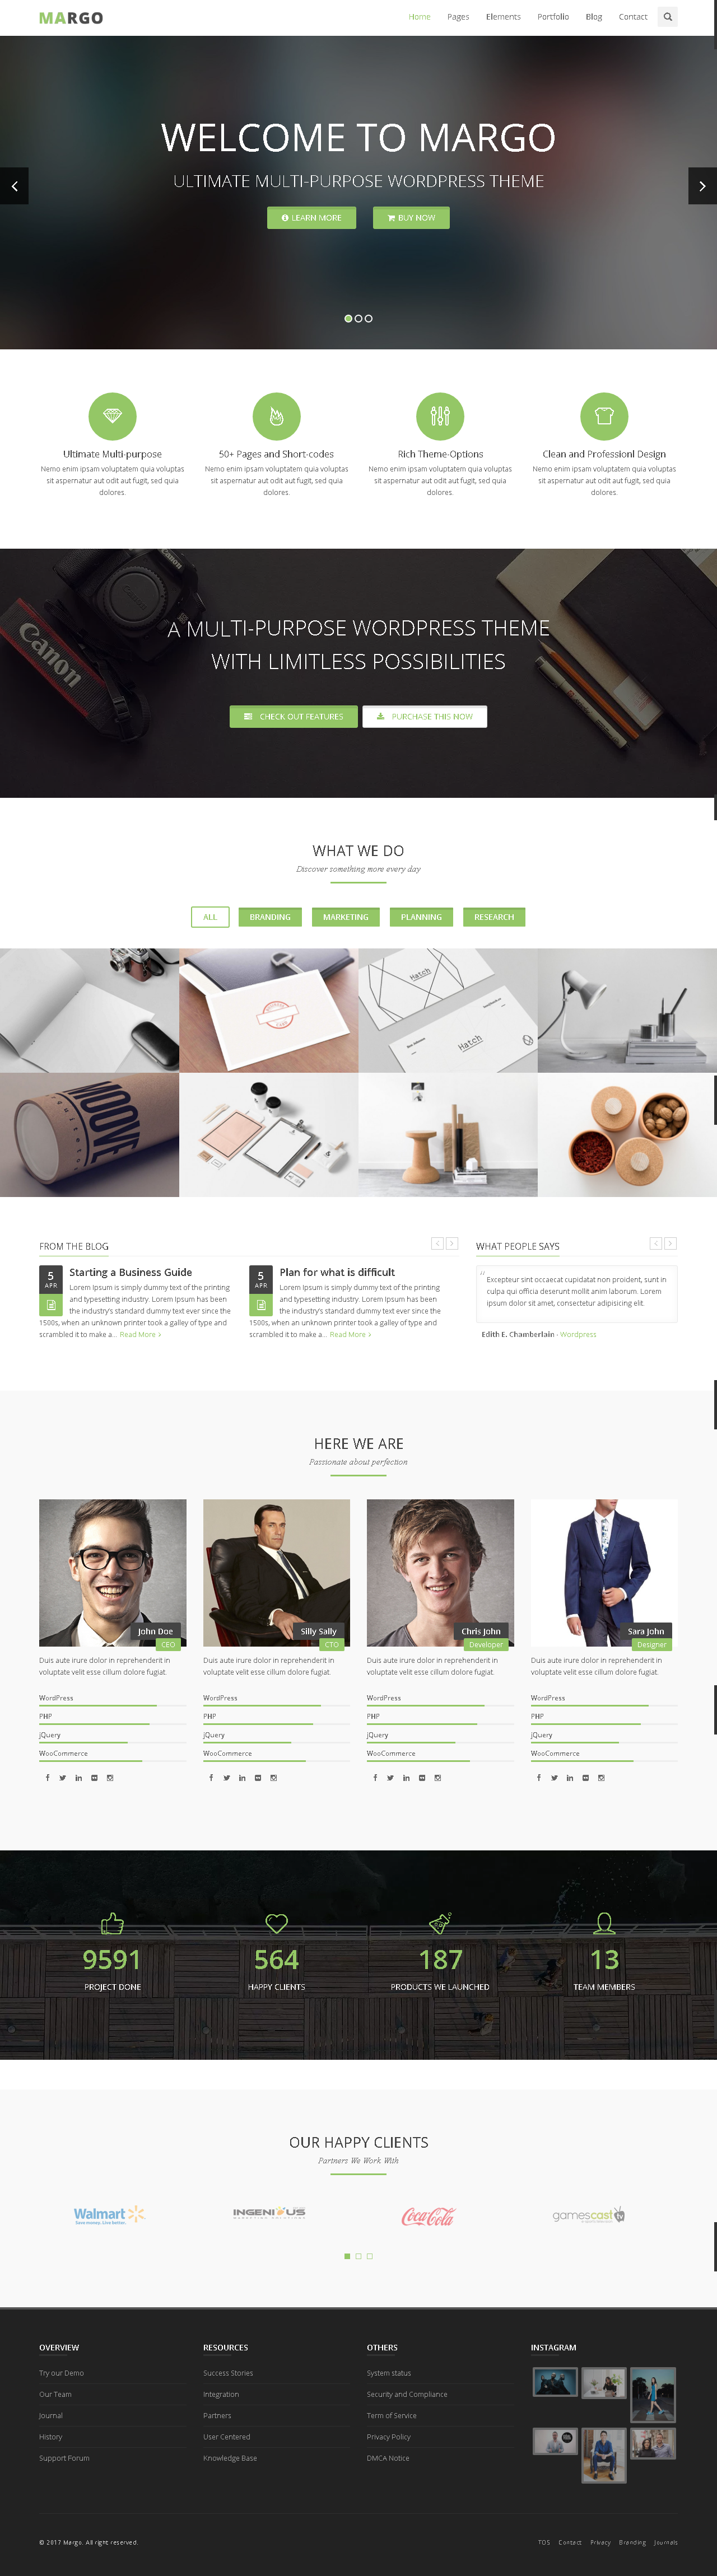 MARGO
Home Pages Elements Portfolio Blog Contact
WELCOME TO MARGO
ULTIMATE MULTI-PURPOSE WORDPRESS THEME
LEARN MORE
BUY NOW
Ultimate Multi-purpose
Nemo enim ipsam voluptatem quia voluptas
sit aspernatur aut odit aut fugit, sed quia
dolores.
50+ Pages and Short-codes
Nemo enim ipsam voluptatem quia voluptas
sit aspernatur aut odit aut fugit, sed quia
dolores.
Rich Theme-Options
Nemo enim ipsam voluptatem quia voluptas
sit aspernatur aut odit aut fugit, sed quia
dolores.
Clean and Professionl Design
Nemo enim ipsam voluptatem quia voluptas
sit aspernatur aut odit aut fugit, sed quia
dolores.
Canon
A MULTI-PURPOSE WORDPRESS THEME
WITH LIMITLESS POSSIBILITIES
CHECK OUT FEATURES
PURCHASE THIS NOW
WHAT WE DO
Discover something more every day
ALL BRANDING MARKETING PLANNING RESEARCH
Hatch
Hatch
FROM THE BLOG
5
APR
Starting a Business Guide
Lorem Ipsum is simply dummy text of the printing
and typesetting industry. Lorem Ipsum has been
the industry's standard dummy text ever since the
1500s, when an unknown printer took a galley of type and
scrambled it to make a... Read More
5
APR
Plan for what is difficult
Lorem Ipsum is simply dummy text of the printing
and typesetting industry. Lorem Ipsum has been
the industry's standard dummy text ever since the
1500s, when an unknown printer took a galley of type and
scrambled it to make a... Read More
WHAT PEOPLE SAYS
“
Excepteur sint occaecat cupidatat non proident, sunt in
culpa qui officia deserunt mollit anim laborum. Lorem
ipsum dolor sit amet, consectetur adipisicing elit.
Edith E. Chamberlain - Wordpress
HERE WE ARE
Passionate about perfection
John Doe
CEO
Duis aute irure dolor in reprehenderit in
voluptate velit esse cillum dolore fugiat.
WordPress
PHP
jQuery
WooCommerce
Silly Sally
CTO
Duis aute irure dolor in reprehenderit in
voluptate velit esse cillum dolore fugiat.
WordPress
PHP
jQuery
WooCommerce
Chris John
Developer
Duis aute irure dolor in reprehenderit in
voluptate velit esse cillum dolore fugiat.
WordPress
PHP
jQuery
WooCommerce
Sara John
Designer
Duis aute irure dolor in reprehenderit in
voluptate velit esse cillum dolore fugiat.
WordPress
PHP
jQuery
WooCommerce
9591
PROJECT DONE
564
HAPPY CLIENTS
187
PRODUCTS WE LAUNCHED
13
TEAM MEMBERS
OUR HAPPY CLIENTS
Partners We Work With
Walmart
Save money. Live better.
Coca-Cola
gamescast tv
OVERVIEW
Try our Demo
Our Team
Journal
History
Support Forum
RESOURCES
Success Stories
Integration
Partners
User Centered
Knowledge Base
OTHERS
System status
Security and Compliance
Term of Service
Privacy Policy
DMCA Notice
INSTAGRAM
© 2017 Margo. All right reserved.
TOS Contact Privacy Branding Journals